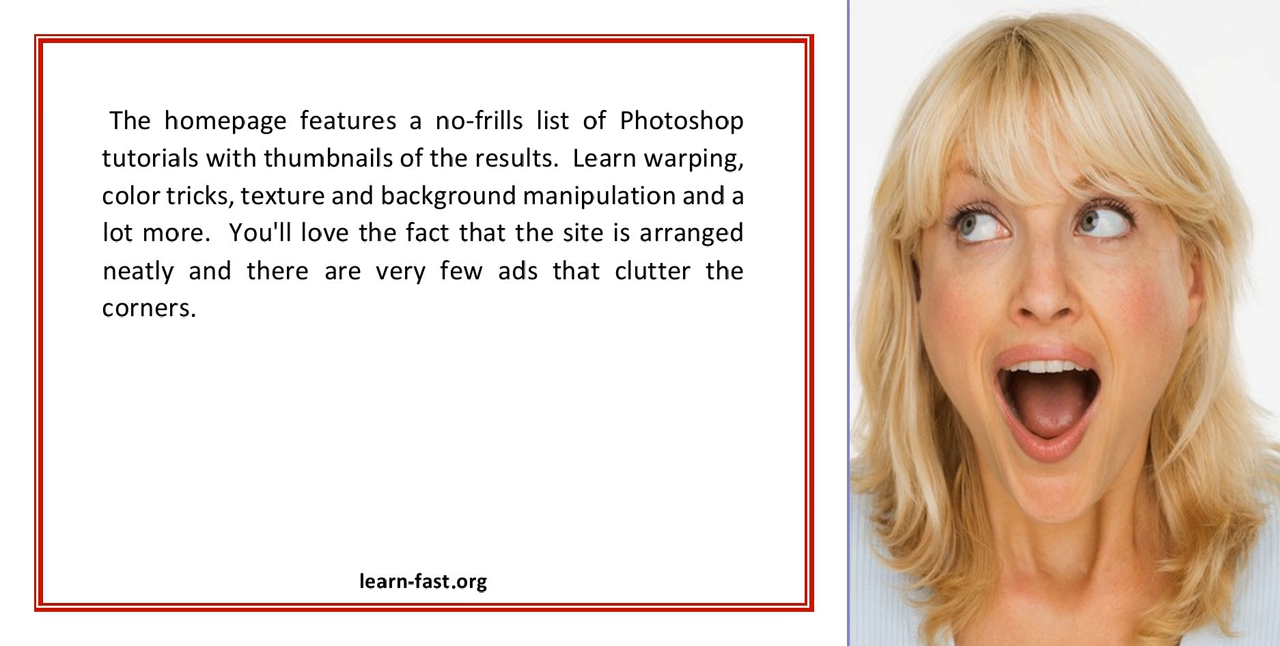 The homepage features a no-frills list of Photoshop
tutorials with thumbnails of the results.  Learn warping,
color tricks, texture and background manipulation and a
lot more.  You'll love the fact that the site is arranged
neatly and there are very few ads that clutter the
corners.
learn-fast.org